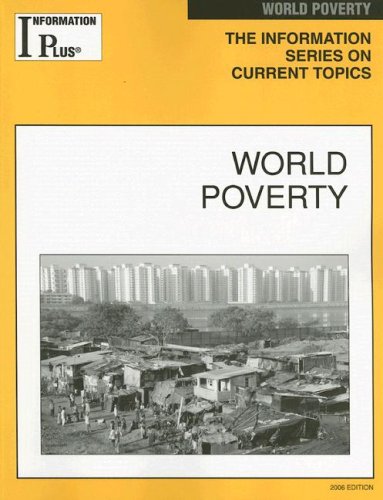 INFORMATION
PLUS®
WORLD POVERTY
THE INFORMATION
SERIES ON
CURRENT TOPICS
WORLD
POVERTY
2006 EDITION